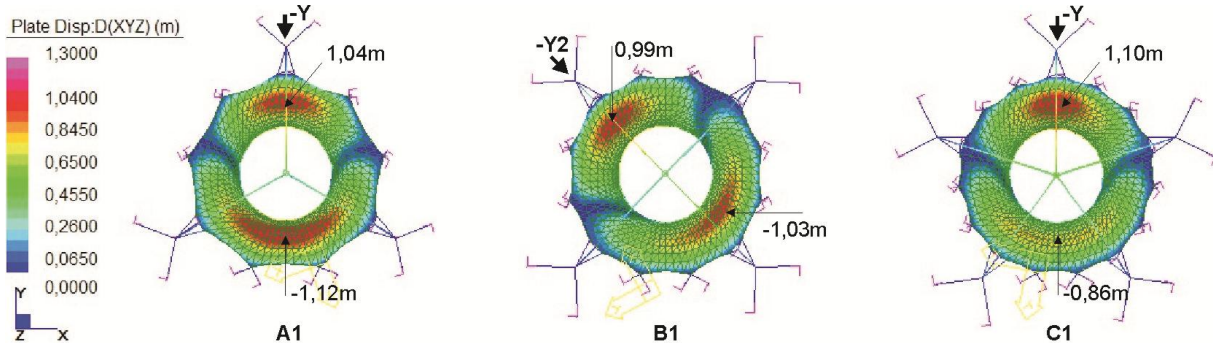 Plate Disp:D(XYZ) (m)
1,3000
1,0400
0,8450
0,6500
0,4550
0,2600
0,0650
0,0000
Y
Z X
-Y
1,04m
-1,12m
A1
-Y2
0,99m
-1,03m
B1
-Y
1,10m
-0,86m
C1